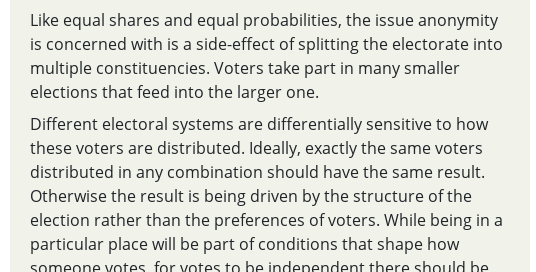 Like equal shares and equal probabilities, the issue anonymity
is concerned with is a side-effect of splitting the electorate into
multiple constituencies. Voters take part in many smaller
elections that feed into the larger one.
Different electoral systems are differentially sensitive to how
these voters are distributed. Ideally, exactly the same voters
distributed in any combination should have the same result.
Otherwise the result is being driven by the structure of the
election rather than the preferences of voters. While being in a
particular place will be part of conditions that shape how
someone votes, for votes to be independent there should be